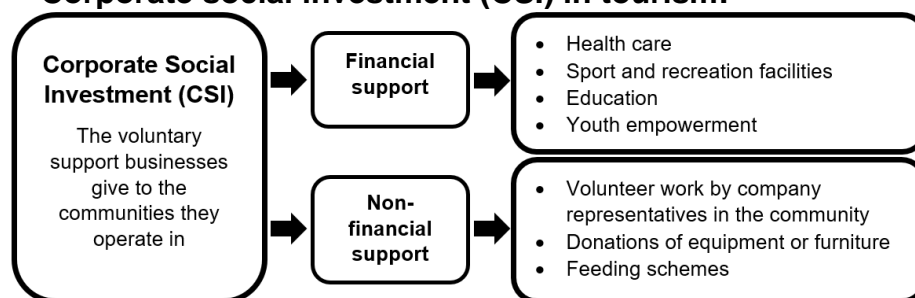 Corporate social investment (CSI) in tourism
Corporate Social
Investment (CSI)
The voluntary
support businesses
give to the
communities they
operate in
Financial
support
• Health care
• Sport and recreation facilities
• Education
• Youth empowerment
Non-
financial
support
• Volunteer work by company
representatives in the community
• Donations of equipment or furniture
• Feeding schemes